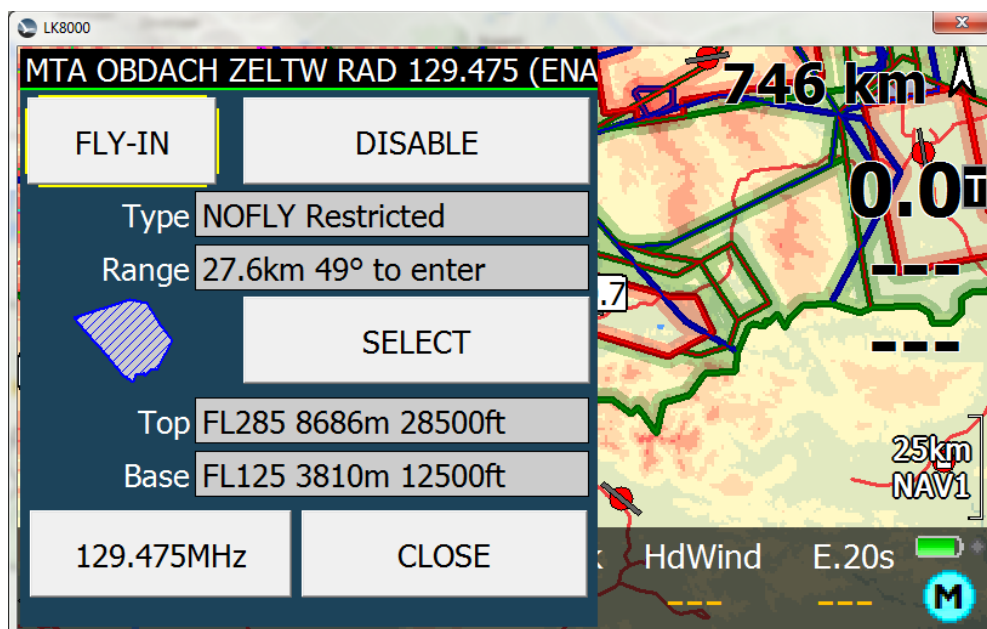 LK8000
MTA OBDACH ZELTW RAD 129.475 (ENA
746 km
FLY-IN DISABLE
Type NOFLY Restricted
0.0
Range 27.6km 49° to enter
---
.7
SELECT
---
Top FL285 8686m 28500ft
25km
Base FL125 3810m 12500ft
NAV1
129.475MHz CLOSE
HdWind E.20s
--- ---
M